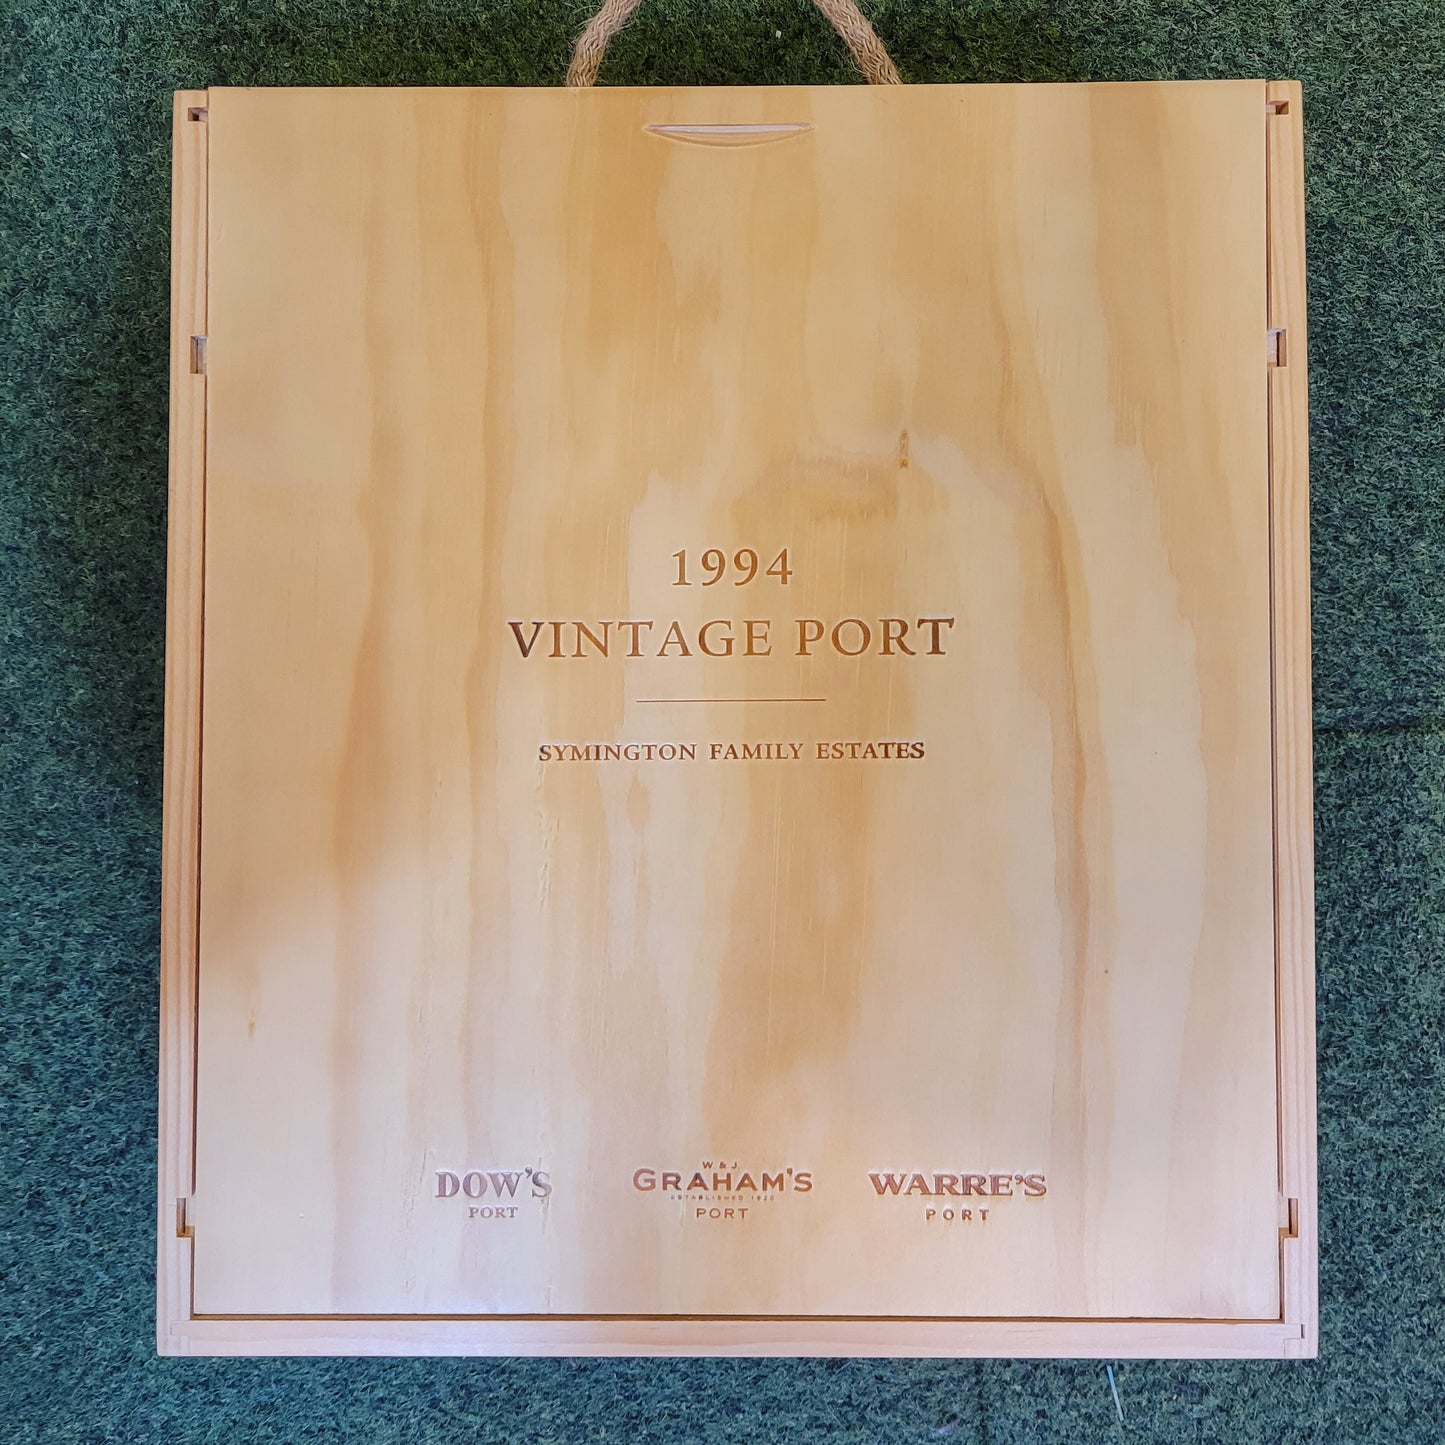 1994
VINTAGE PORT
SYMINGTON FAMILY ESTATES
DOW'S
PORT
W. & J.
GRAHAM'S
ESTABLISHED 1820
PORT
WARRE'S
PORT